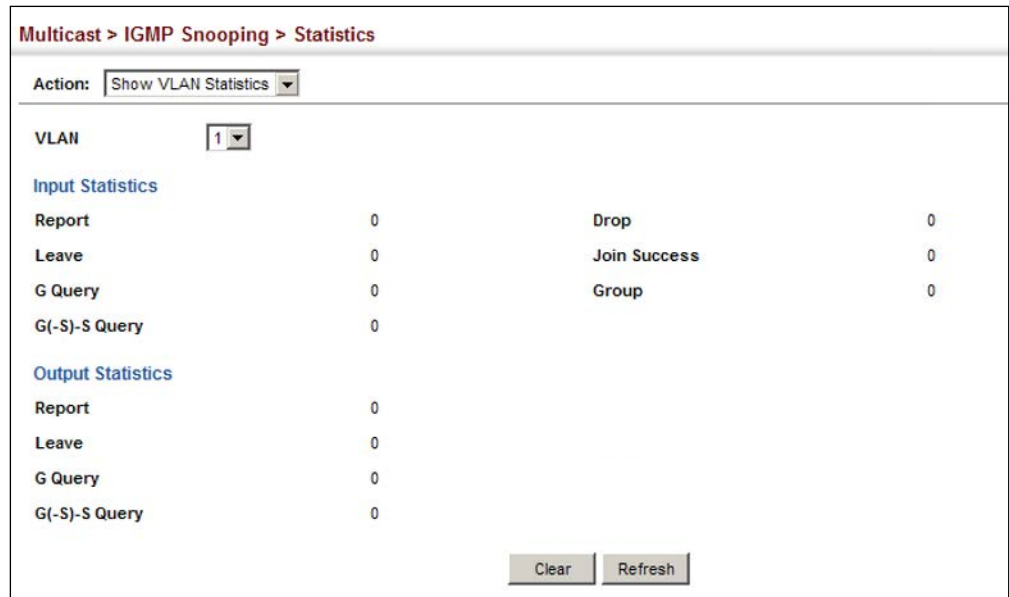 Multicast > IGMP Snooping > Statistics
Action: Show VLAN Statistics
VLAN 1
Input Statistics
Report 0 Drop 0
Leave 0 Join Success 0
G Query 0 Group 0
G(-S)-S Query 0
Output Statistics
Report 0
Leave 0
G Query 0
G(-S)-S Query 0
Clear Refresh